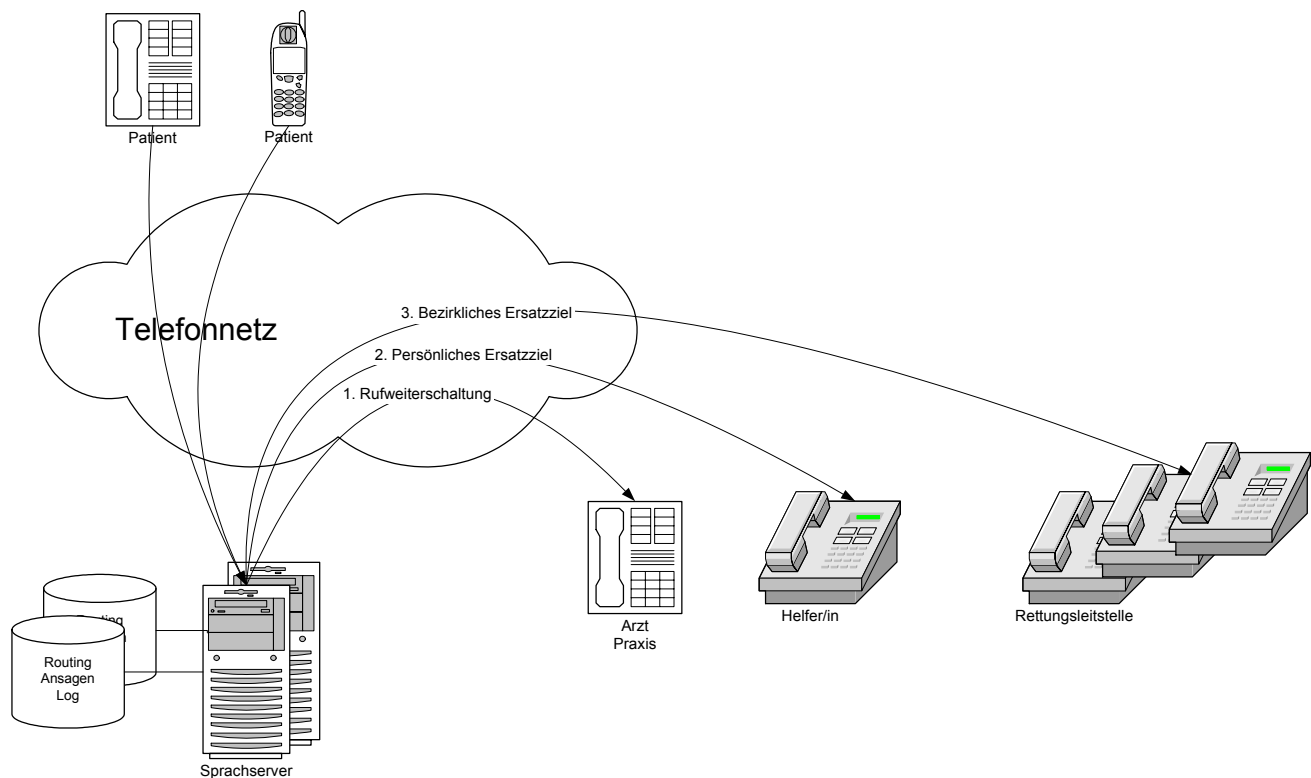 Patient
Patient
Telefonnetz
3. Bezirkliches Ersatzziel
2. Persönliches Ersatzziel
1. Rufweiterschaltung
Arzt
Praxis
Helfer/in
Rettungsleitstelle
Routing
Ansagen
Log
Sprachserver